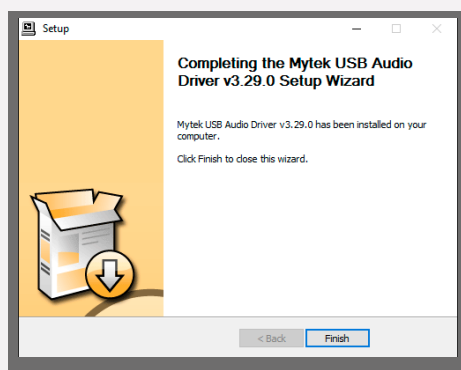 Setup
Completing the Mytek USB Audio
Driver v3.29.0 Setup Wizard
Mytek USB Audio Driver v3.29.0 has been installed on your
computer.
Click Finish to close this wizard.
< Back
Finish